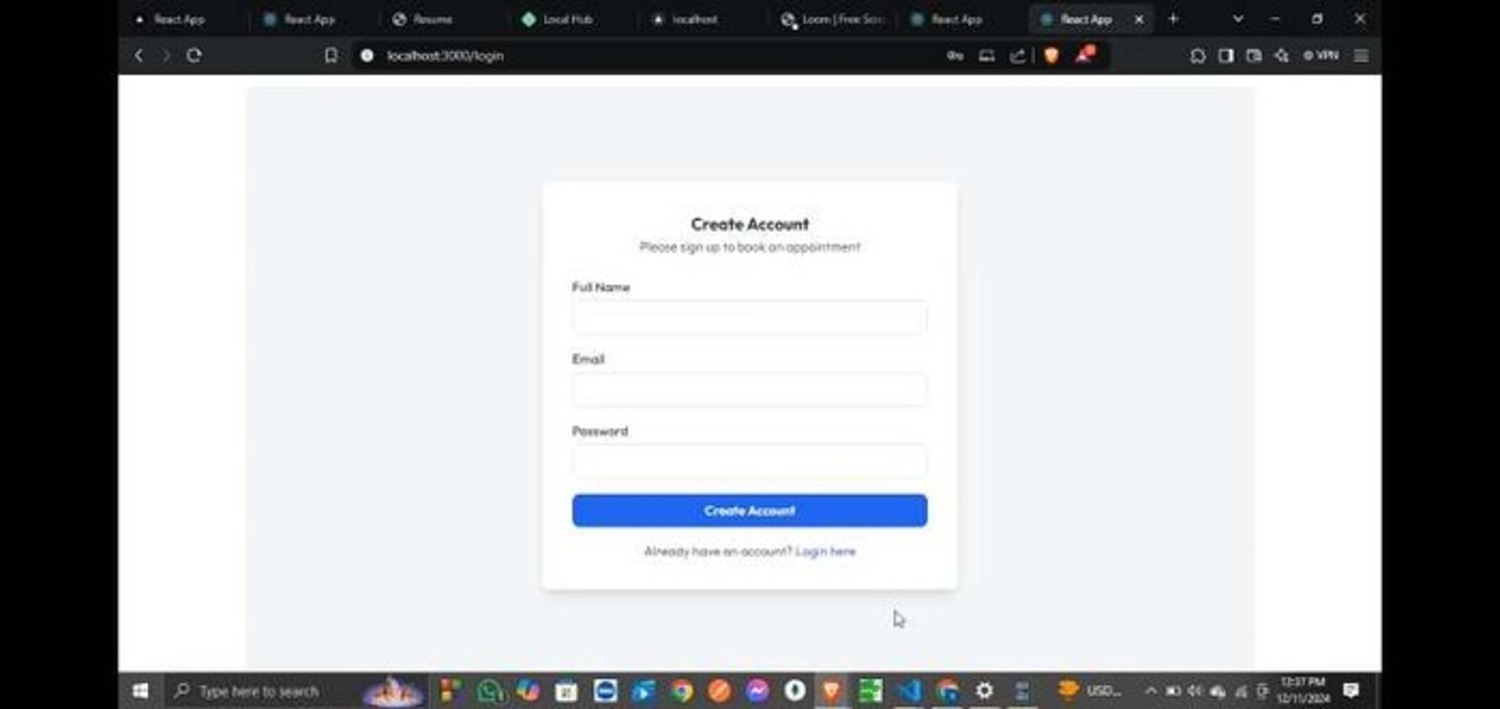 React App
React App
Resume
Local Hub
localhost
Loom | Free Scre
React App
React App
localhost:3000/login
VPN
Create Account
Please sign up to book an appointment
Full Name
Email
Password
Create Account
Already have an account? Login here
Type here to search
USD...
12:37 PM
12/11/2024